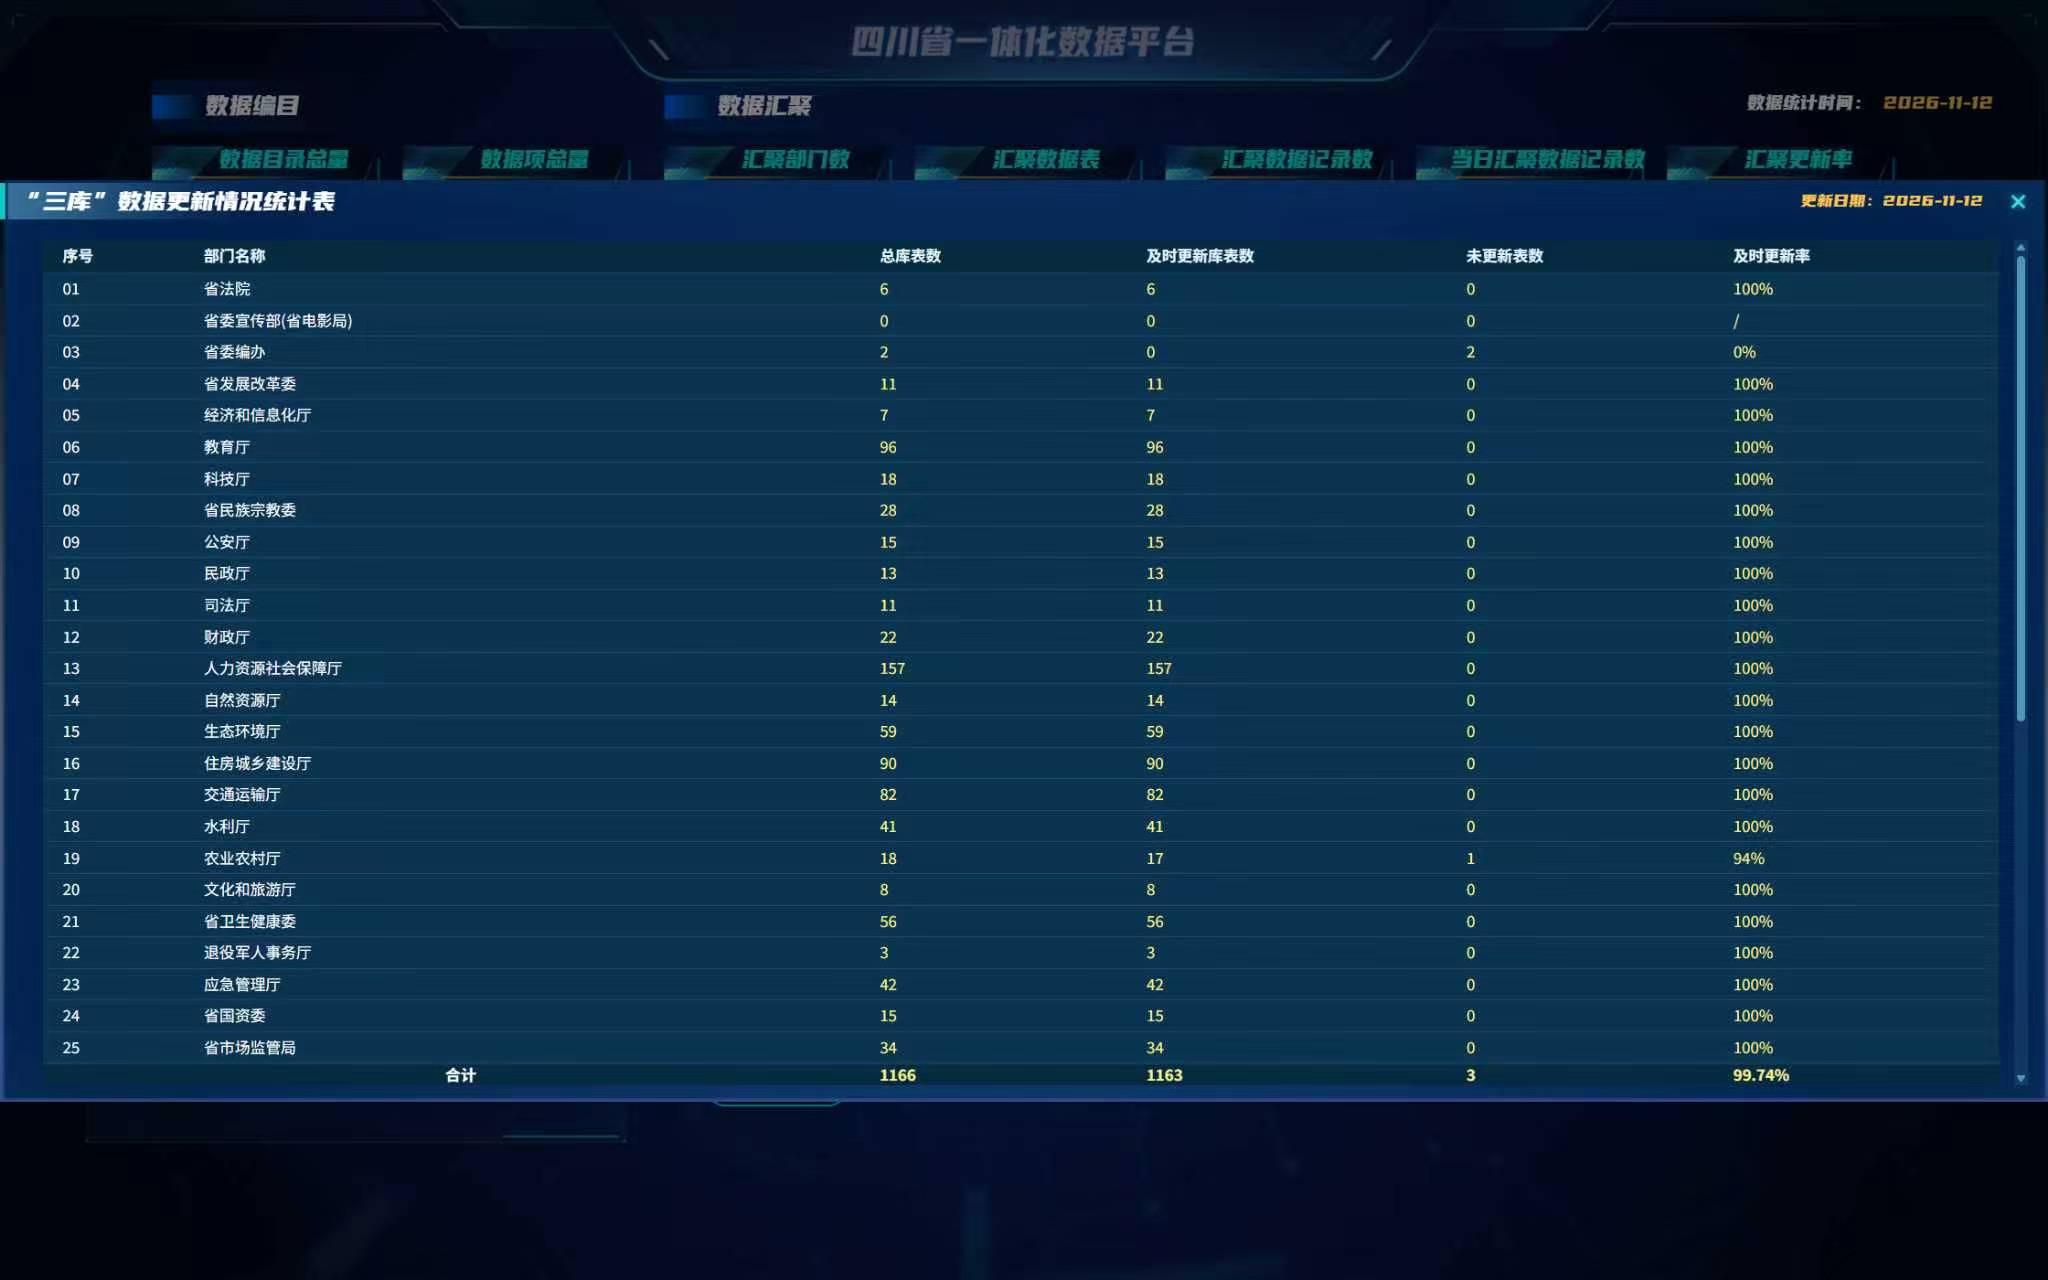 四川省一体化数据平台
数据编目 数据汇聚 数据统计时间： 2026-11-12
数据目录总量 数据项总量 汇聚部门数 汇聚数据表 汇聚数据记录数 当日汇聚数据记录数 汇聚更新率
“三库”数据更新情况统计表 更新日期：2026-11-12
序号 部门名称 总库表数 及时更新库表数 未更新表数 及时更新率
01 省法院 6 6 0 100%
02 省委宣传部(省电影局) 0 0 0 /
03 省委编办 2 0 2 0%
04 省发展改革委 11 11 0 100%
05 经济和信息化厅 7 7 0 100%
06 教育厅 96 96 0 100%
07 科技厅 18 18 0 100%
08 省民族宗教委 28 28 0 100%
09 公安厅 15 15 0 100%
10 民政厅 13 13 0 100%
11 司法厅 11 11 0 100%
12 财政厅 22 22 0 100%
13 人力资源社会保障厅 157 157 0 100%
14 自然资源厅 14 14 0 100%
15 生态环境厅 59 59 0 100%
16 住房城乡建设厅 90 90 0 100%
17 交通运输厅 82 82 0 100%
18 水利厅 41 41 0 100%
19 农业农村厅 18 17 1 94%
20 文化和旅游厅 8 8 0 100%
21 省卫生健康委 56 56 0 100%
22 退役军人事务厅 3 3 0 100%
23 应急管理厅 42 42 0 100%
24 省国资委 15 15 0 100%
25 省市场监管局 34 34 0 100%
合计 1166 1163 3 99.74%